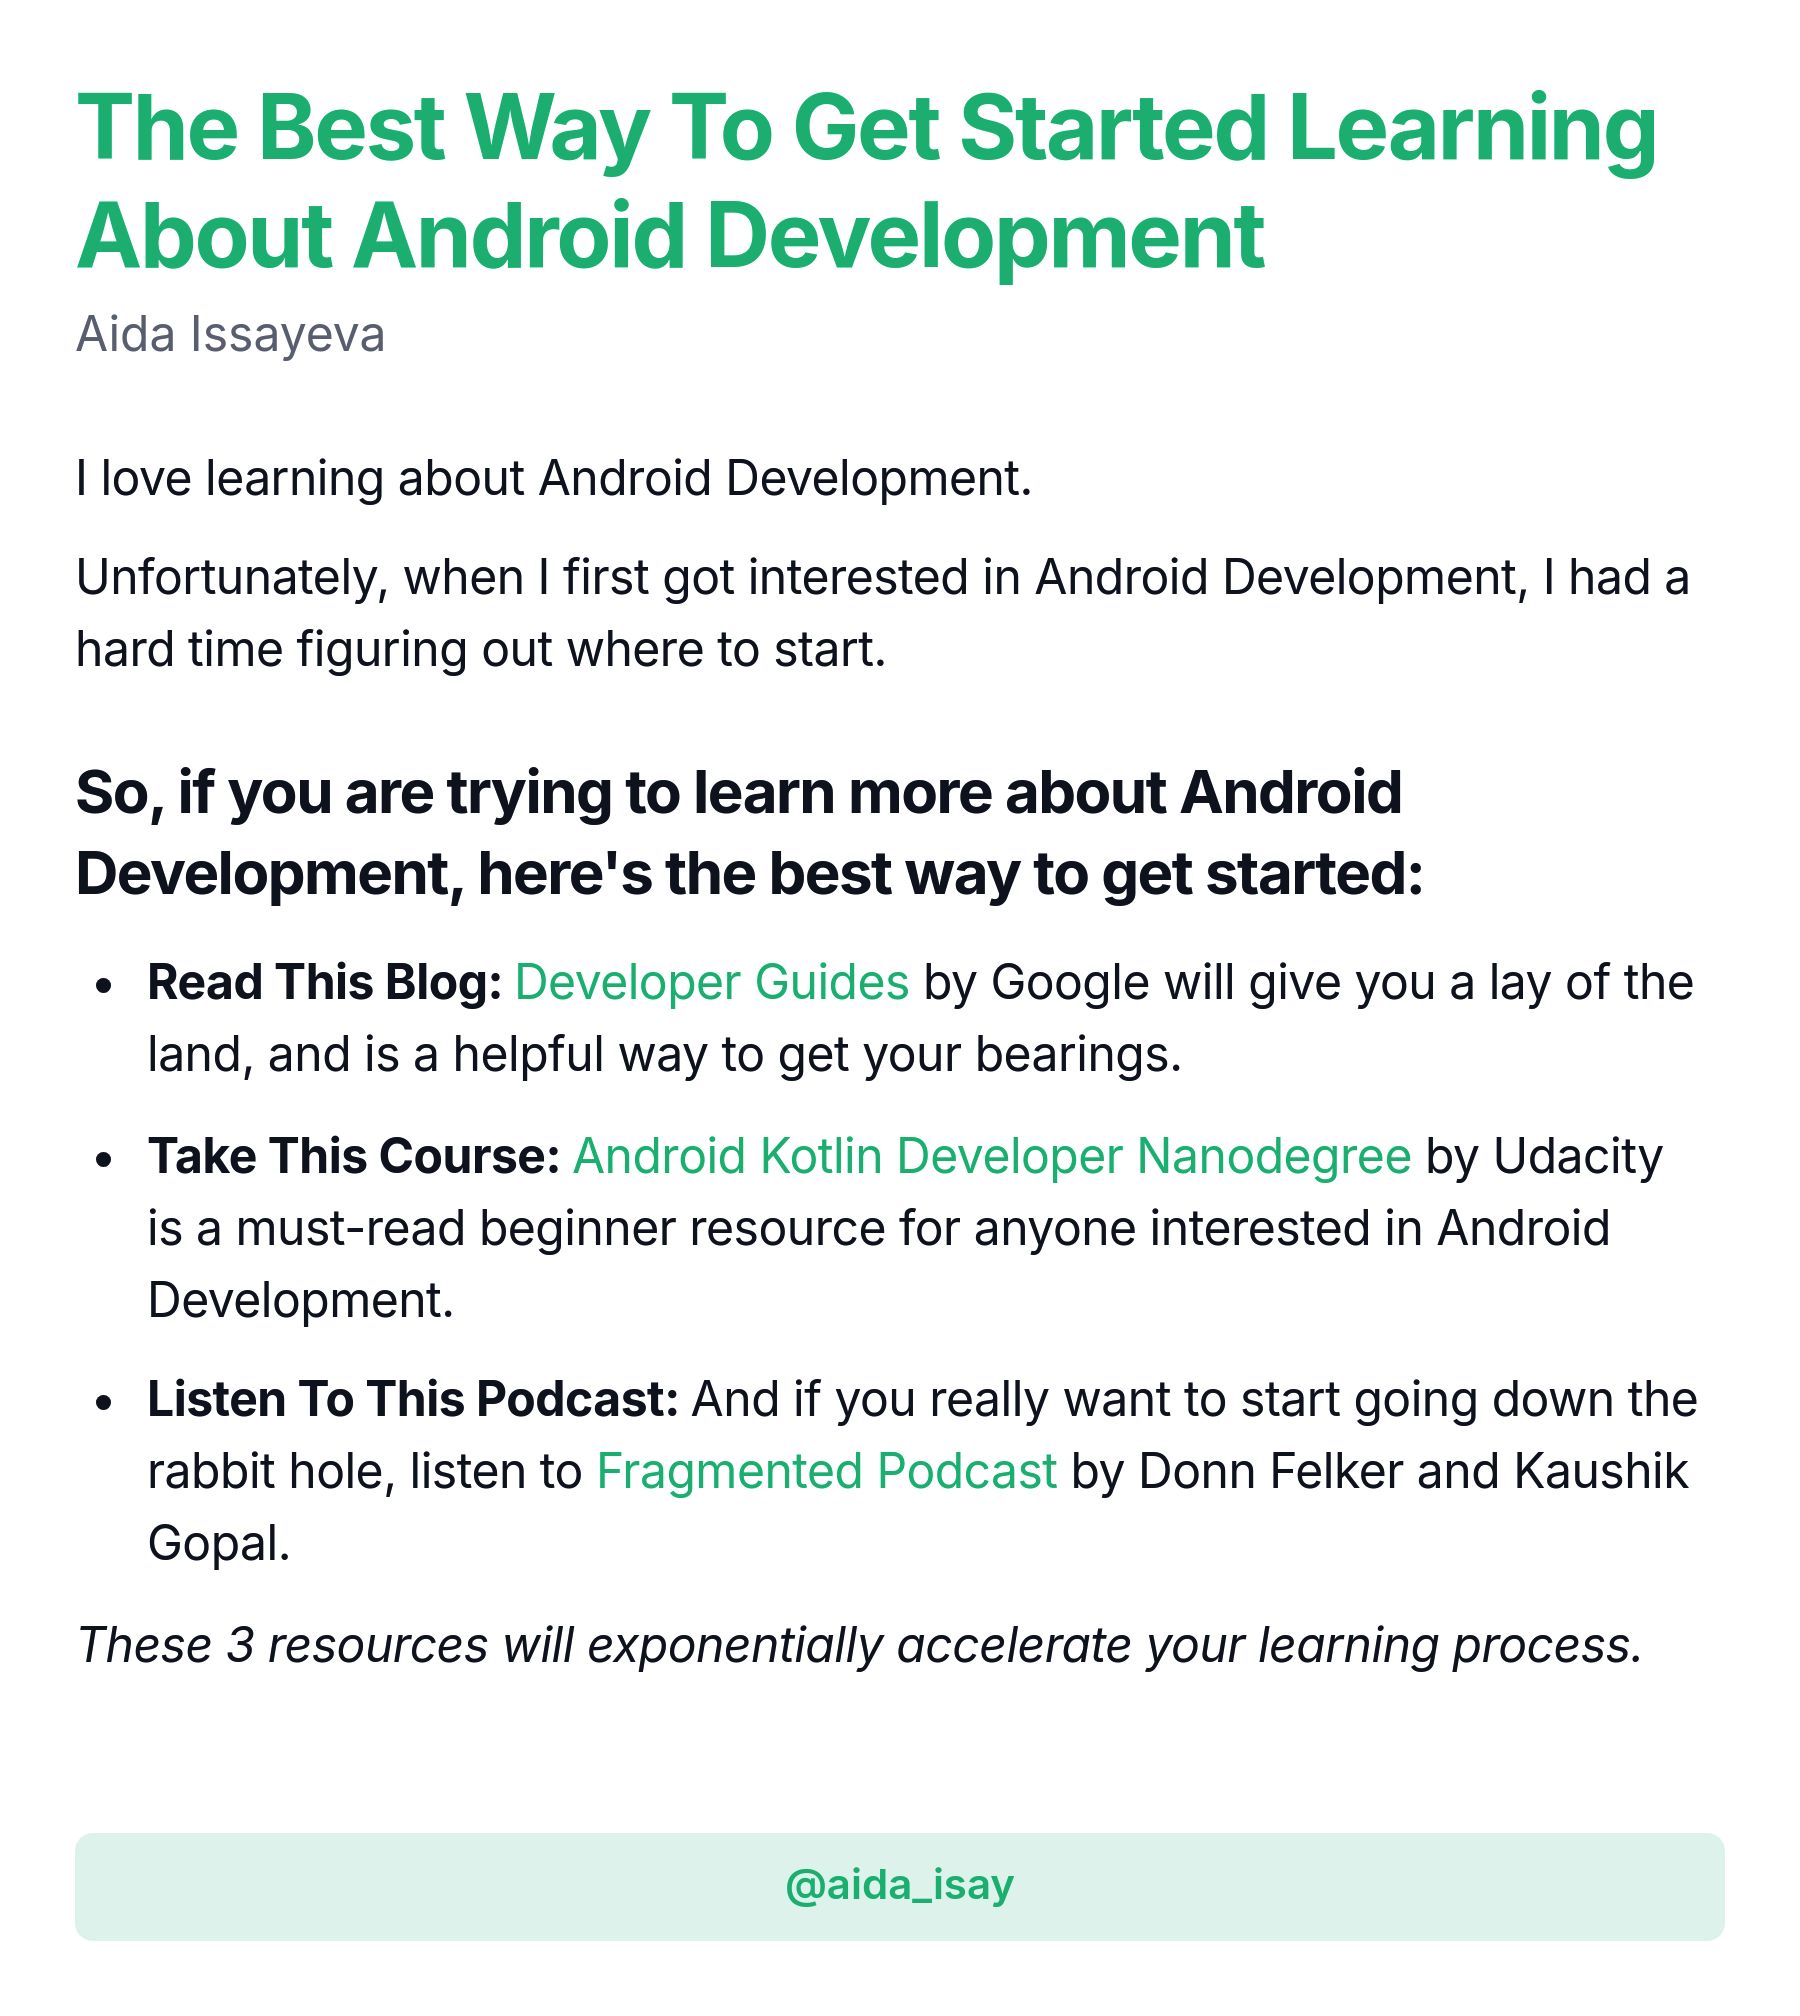 The Best Way To Get Started Learning
About Android Development
Aida Issayeva
I love learning about Android Development.
Unfortunately, when I first got interested in Android Development, I had a
hard time figuring out where to start.
So, if you are trying to learn more about Android
Development, here's the best way to get started:
• Read This Blog: Developer Guides by Google will give you a lay of the
land, and is a helpful way to get your bearings.
• Take This Course: Android Kotlin Developer Nanodegree by Udacity
is a must-read beginner resource for anyone interested in Android
Development.
• Listen To This Podcast: And if you really want to start going down the
rabbit hole, listen to Fragmented Podcast by Donn Felker and Kaushik
Gopal.
These 3 resources will exponentially accelerate your learning process.
@aida_isay